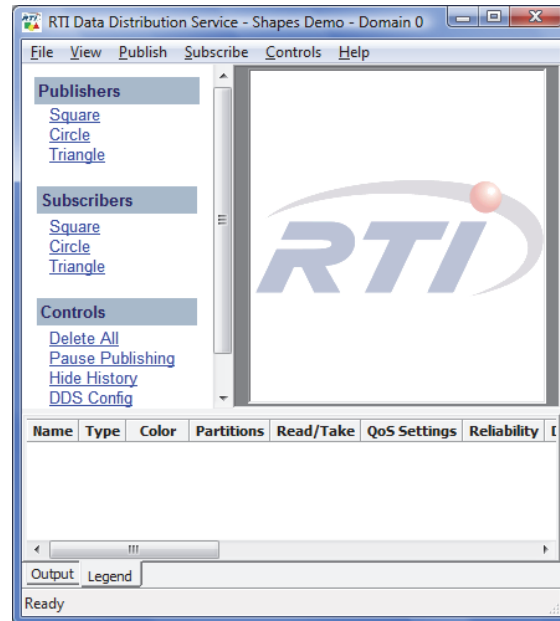 RTI Data Distribution Service - Shapes Demo - Domain 0
File View Publish Subscribe Controls Help
Publishers
Square
Circle
Triangle
Subscribers
Square
Circle
Triangle
Controls
Delete All
Pause Publishing
Hide History
DDS Config
RTI
Name Type Color Partitions Read/Take QoS Settings Reliability
Output Legend
Ready